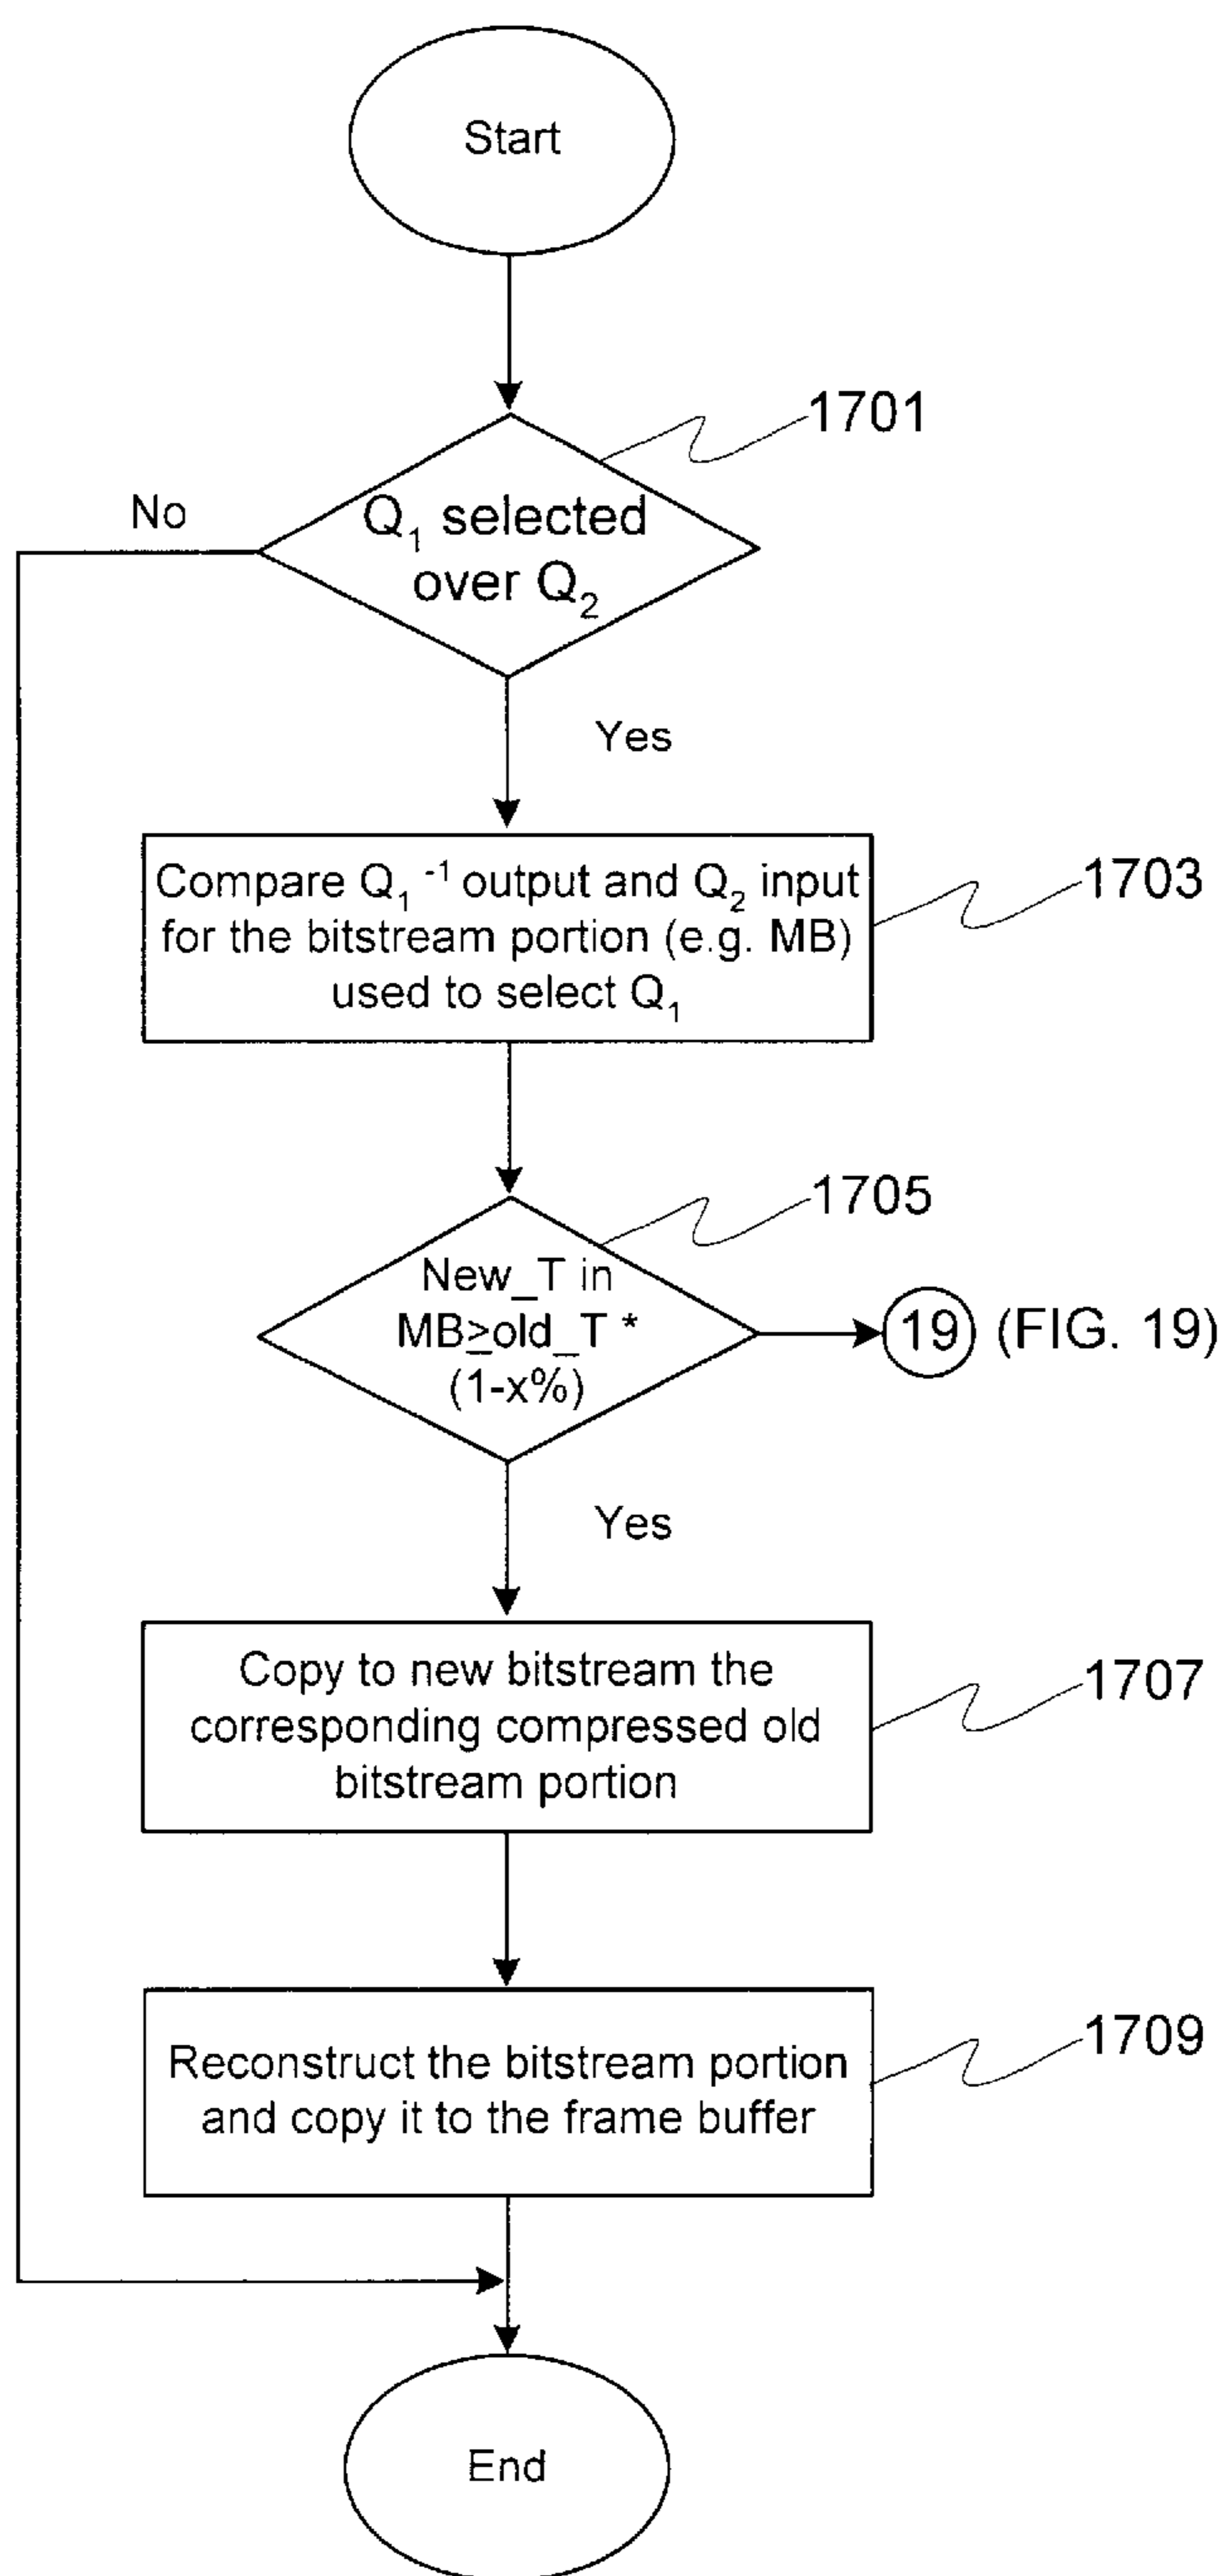 Start
1701
No
Q₁ selected
over Q₂
Yes
Compare Q₁⁻¹ output and Q₂ input
for the bitstream portion (e.g. MB)
used to select Q₁
1703
1705
New_T in
MB≥old_T *
(1-x%)
19 (FIG. 19)
Yes
Copy to new bitstream the
corresponding compressed old
bitstream portion
1707
Reconstruct the bitstream portion
and copy it to the frame buffer
1709
End